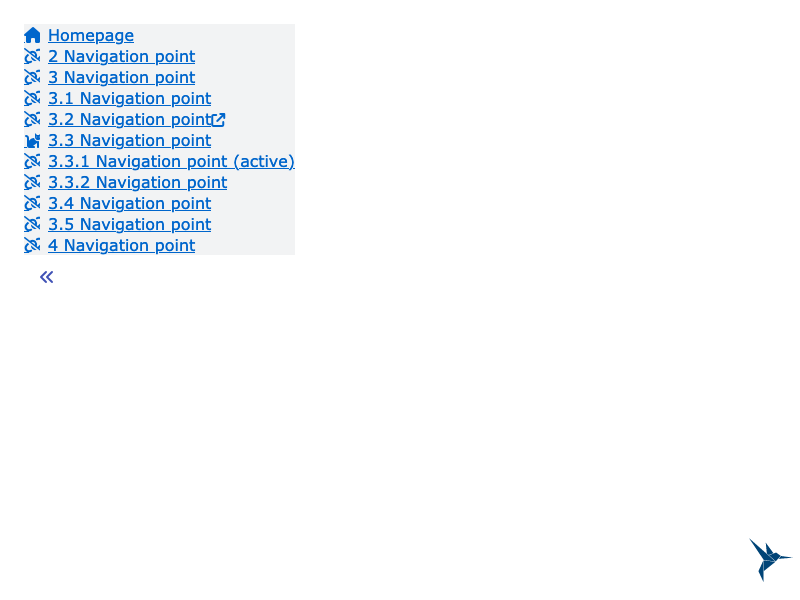 Homepage
2 Navigation point
3 Navigation point
3.1 Navigation point
3.2 Navigation point
3.3 Navigation point
3.3.1 Navigation point (active)
3.3.2 Navigation point
3.4 Navigation point
3.5 Navigation point
4 Navigation point